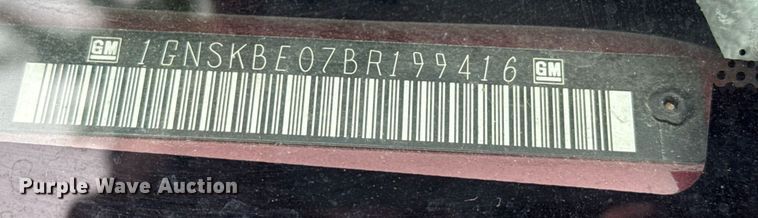 GM 1GNSKBE07BR199416 GM
Purple Wave Auction